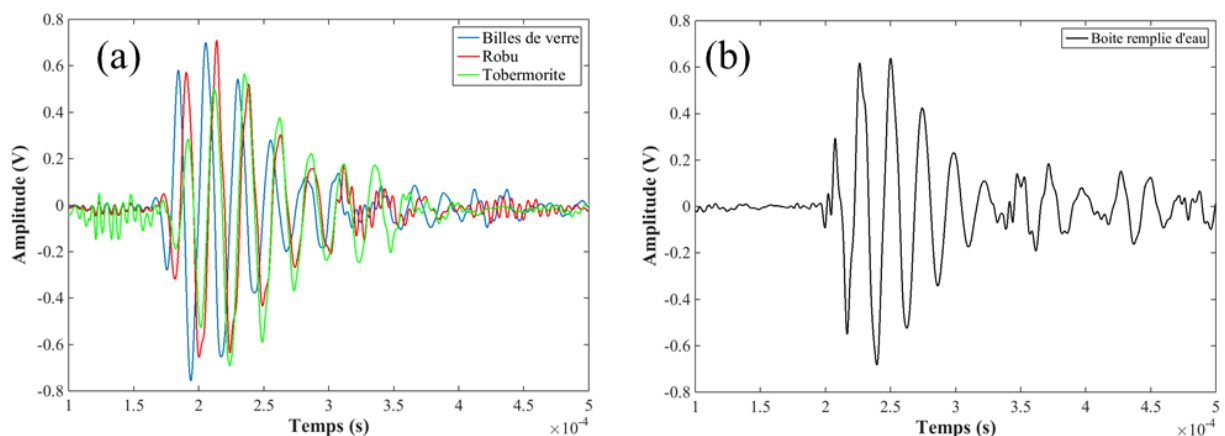 (a)
Billes de verre
Robu
Tobermorite
Amplitude (V)
0.8
0.6
0.4
0.2
0
-0.2
-0.4
-0.6
-0.8
1 1.5 2 2.5 3 3.5 4 4.5 5
Temps (s)
×10⁻⁴
(b)
Boite remplie d'eau
Amplitude (V)
0.8
0.6
0.4
0.2
0
-0.2
-0.4
-0.6
-0.8
1 1.5 2 2.5 3 3.5 4 4.5 5
Temps (s)
×10⁻⁴